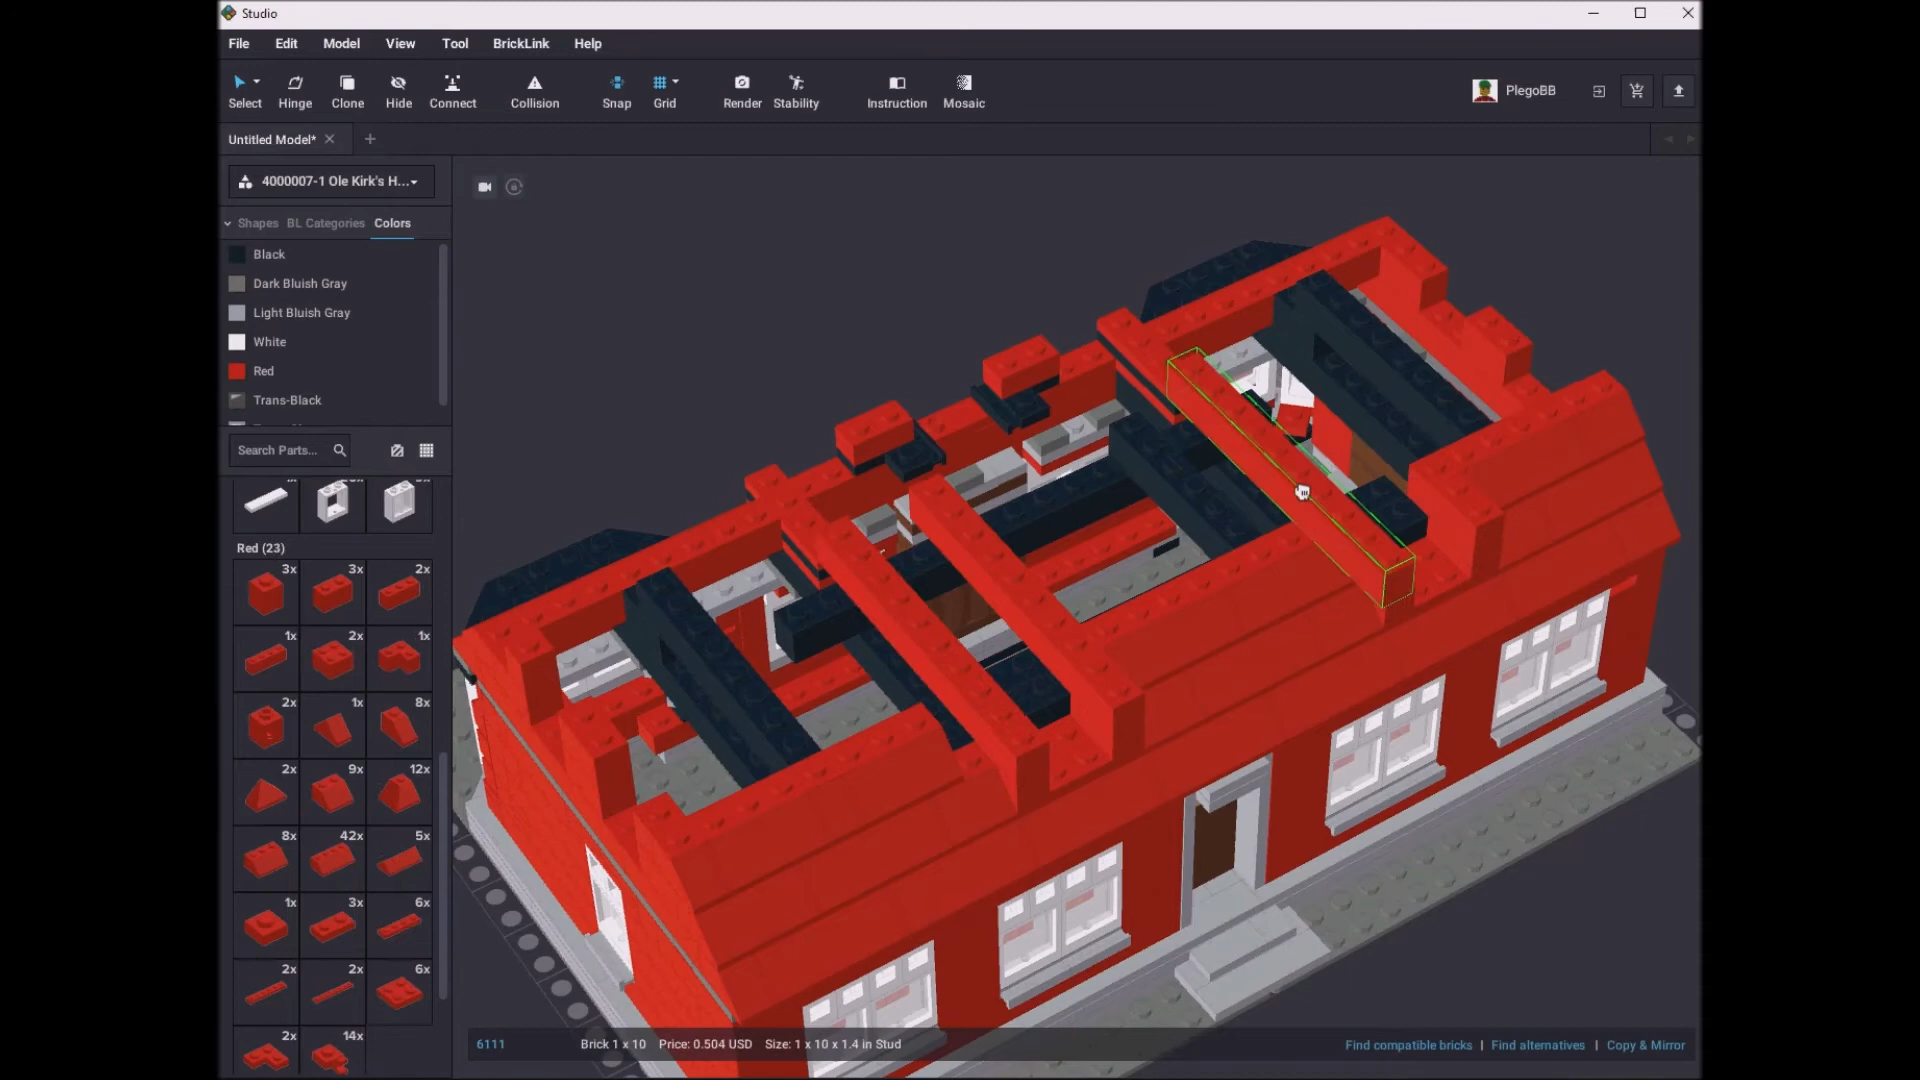 Studio
File Edit Model View Tool BrickLink Help
Select Hinge Clone Hide Connect Collision Snap Grid Render Stability Instruction Mosaic PlegoBB
Untitled Model*
4000007-1 Ole Kirk's H...
Shapes BL Categories Colors
Black
Dark Bluish Gray
Light Bluish Gray
White
Red
Trans-Black
Search Parts...
Red (23)
3x 3x 2x
1x 2x 1x
2x 1x 8x
2x 9x 12x
8x 42x 5x
1x 3x 6x
2x 2x 6x
2x 14x
6111 Brick 1 x 10 Price: 0.504 USD Size: 1 x 10 x 1.4 in Stud Find compatible bricks | Find alternatives | Copy & Mirror